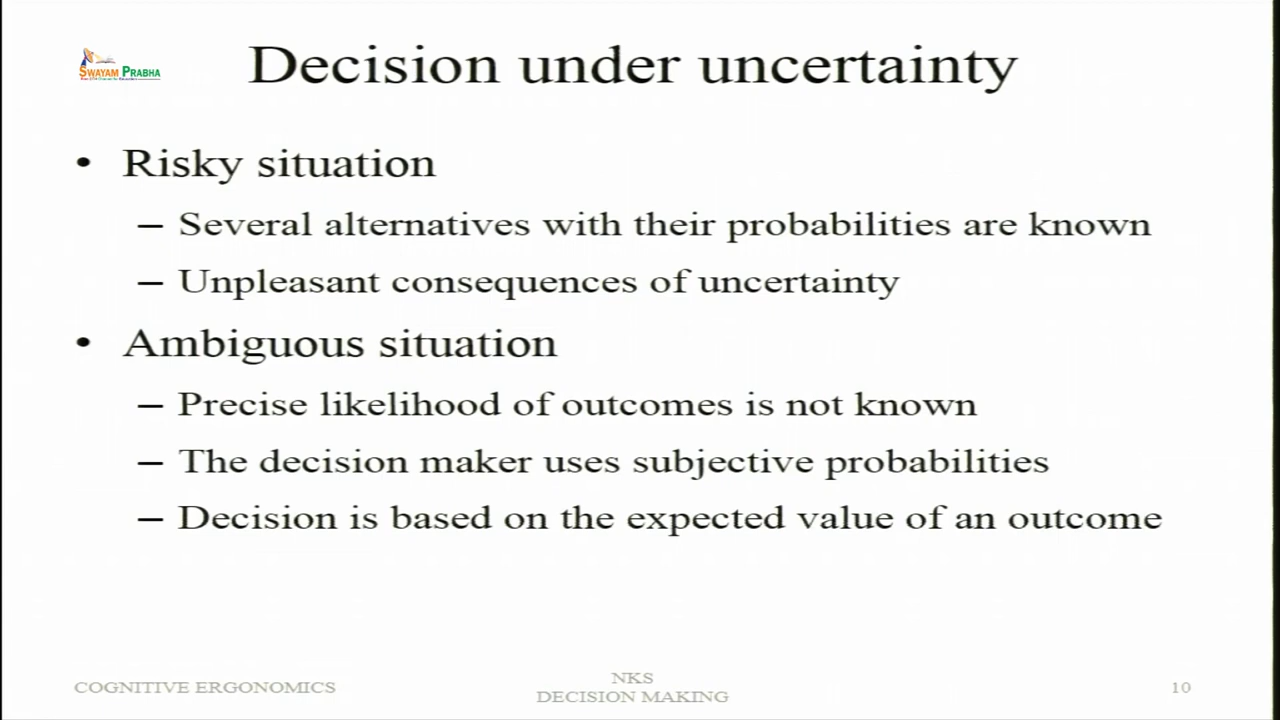 SWAYAM PRABHA
Decision under uncertainty
• Risky situation
– Several alternatives with their probabilities are known
– Unpleasant consequences of uncertainty
• Ambiguous situation
– Precise likelihood of outcomes is not known
– The decision maker uses subjective probabilities
– Decision is based on the expected value of an outcome
COGNITIVE ERGONOMICS
NKS
DECISION MAKING
10